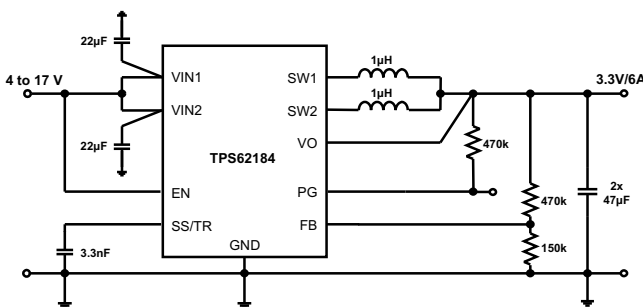 22µF
1µH
4 to 17 V
VIN1
SW1
3.3V/6A
1µH
VIN2
SW2
22µF
TPS62184
VO
470k
2x
47µF
EN
PG
470k
SS/TR
FB
3.3nF
GND
150k